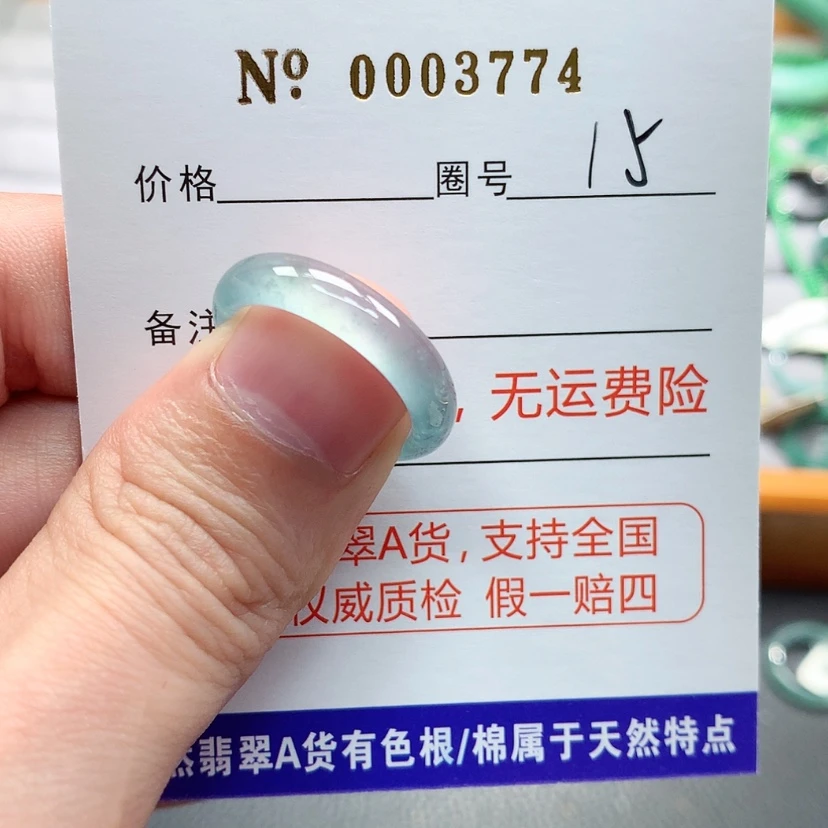 Nº 0003774
价格 圈号 15
备注
，无运费险
翠A货，支持全国
权威质检 假一赔四
然翡翠A货有色根/棉属于天然特点